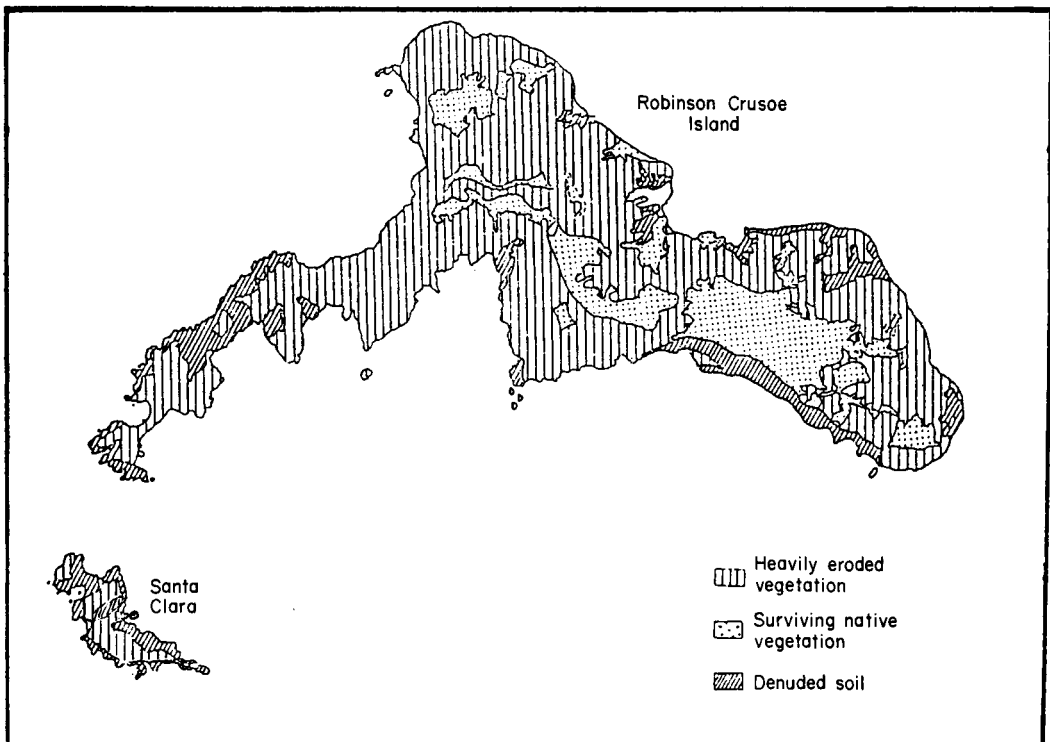 Robinson Crusoe
Island
Santa
Clara
Heavily eroded
vegetation
Surviving native
vegetation
Denuded soil